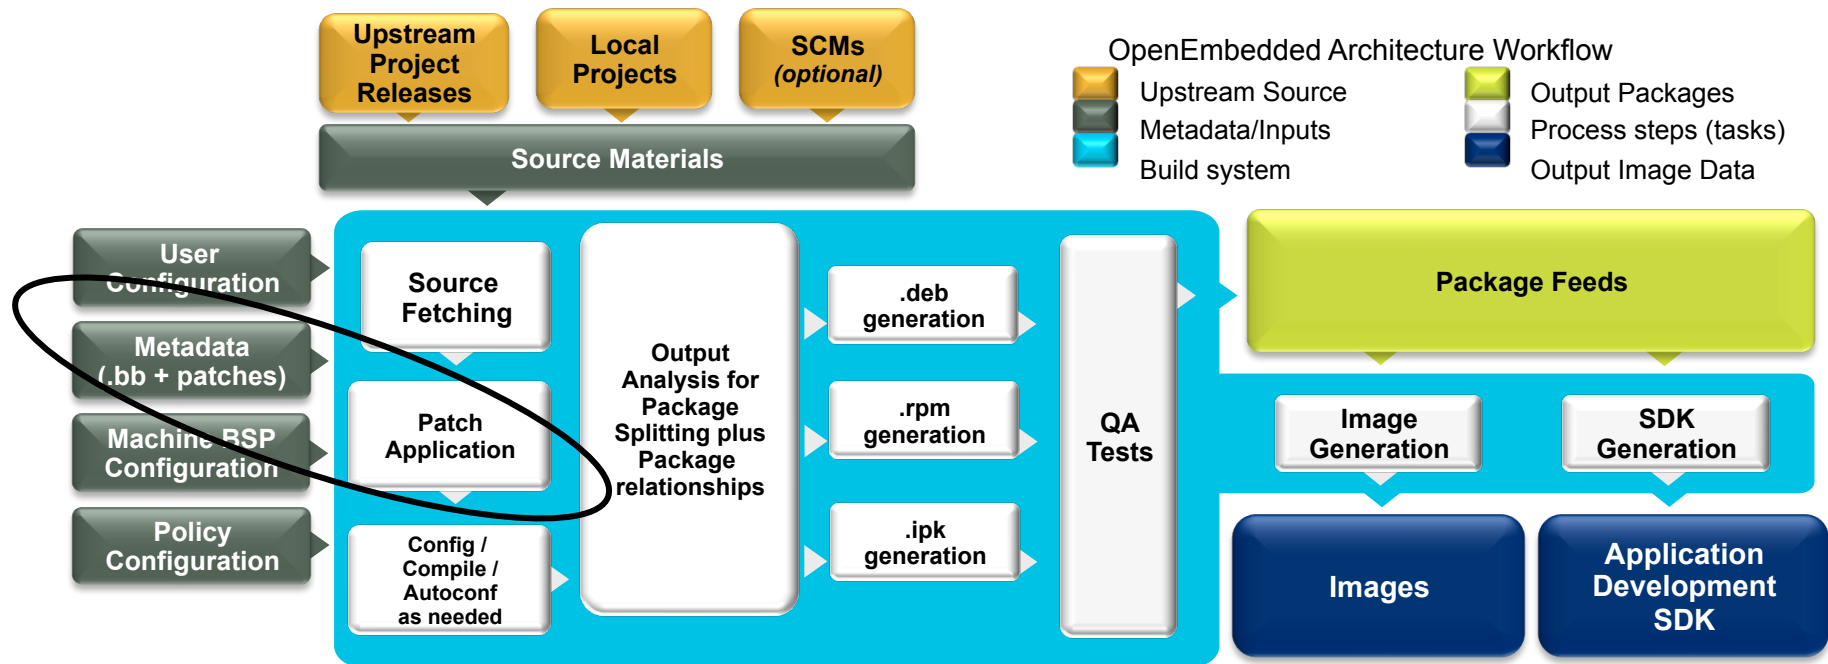 Upstream
Project
Releases
Local
Projects
SCMs
(optional)
OpenEmbedded Architecture Workflow
Upstream Source
Metadata/Inputs
Build system
Output Packages
Process steps (tasks)
Output Image Data
Source Materials
User
Configuration
Metadata
(.bb + patches)
Machine BSP
Configuration
Policy
Configuration
Source
Fetching
Patch
Application
Config /
Compile /
Autoconf
as needed
Output
Analysis for
Package
Splitting plus
Package
relationships
.deb
generation
.rpm
generation
.ipk
generation
QA
Tests
Package Feeds
Image
Generation
SDK
Generation
Images
Application
Development
SDK